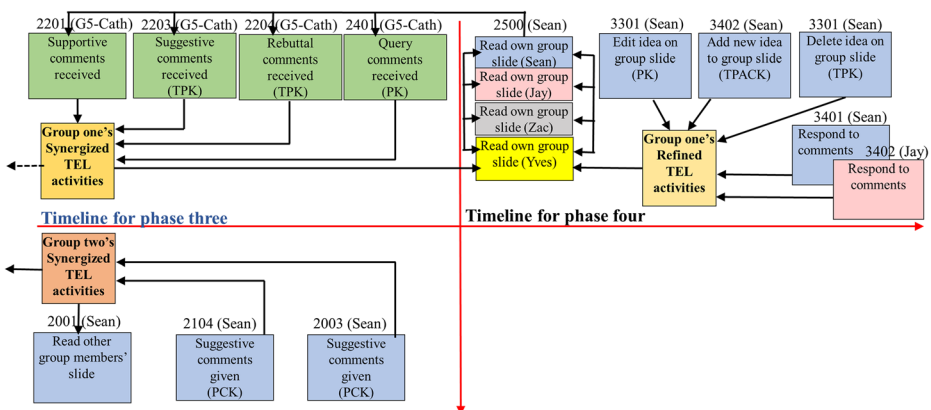 2201 (G5-Cath)
Supportive
comments
received
2203 (G5-Cath)
Suggestive
comments
received
(TPK)
2204 (G5-Cath)
Rebuttal
comments
received
(TPK)
2401 (G5-Cath)
Query
comments
received
(PK)
2500 (Sean)
Read own group
slide (Sean)
Read own group
slide (Jay)
Read own group
slide (Zac)
Read own group
slide (Yves)
3301 (Sean)
Edit idea on
group slide
(PK)
3402 (Sean)
Add new idea
to group slide
(TPACK)
3301 (Sean)
Delete idea on
group slide
(TPK)
Group one's
Synergized
TEL
activities
Group one's
Refined
TEL
activities
3401 (Sean)
Respond to
comments
3402 (Jay)
Respond to
comments
Timeline for phase three
Timeline for phase four
Group two's
Synergized
TEL
activities
2001 (Sean)
Read other
group members'
slide
2104 (Sean)
Suggestive
comments
given
(PCK)
2003 (Sean)
Suggestive
comments
given
(PCK)